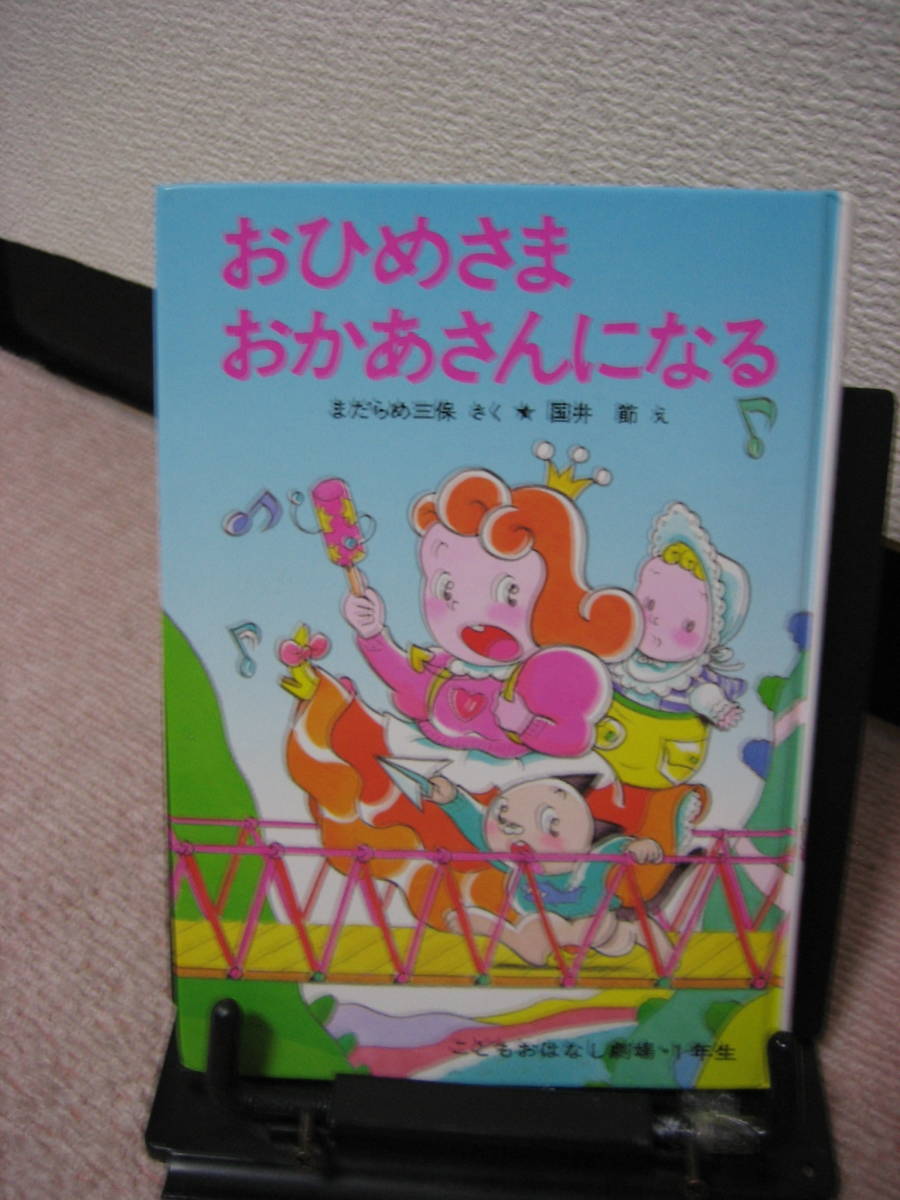 おひめさま
おかあさんになる
まだらめ三保 さく ★ 国井 節 え
こどもおはなし劇場・1年生